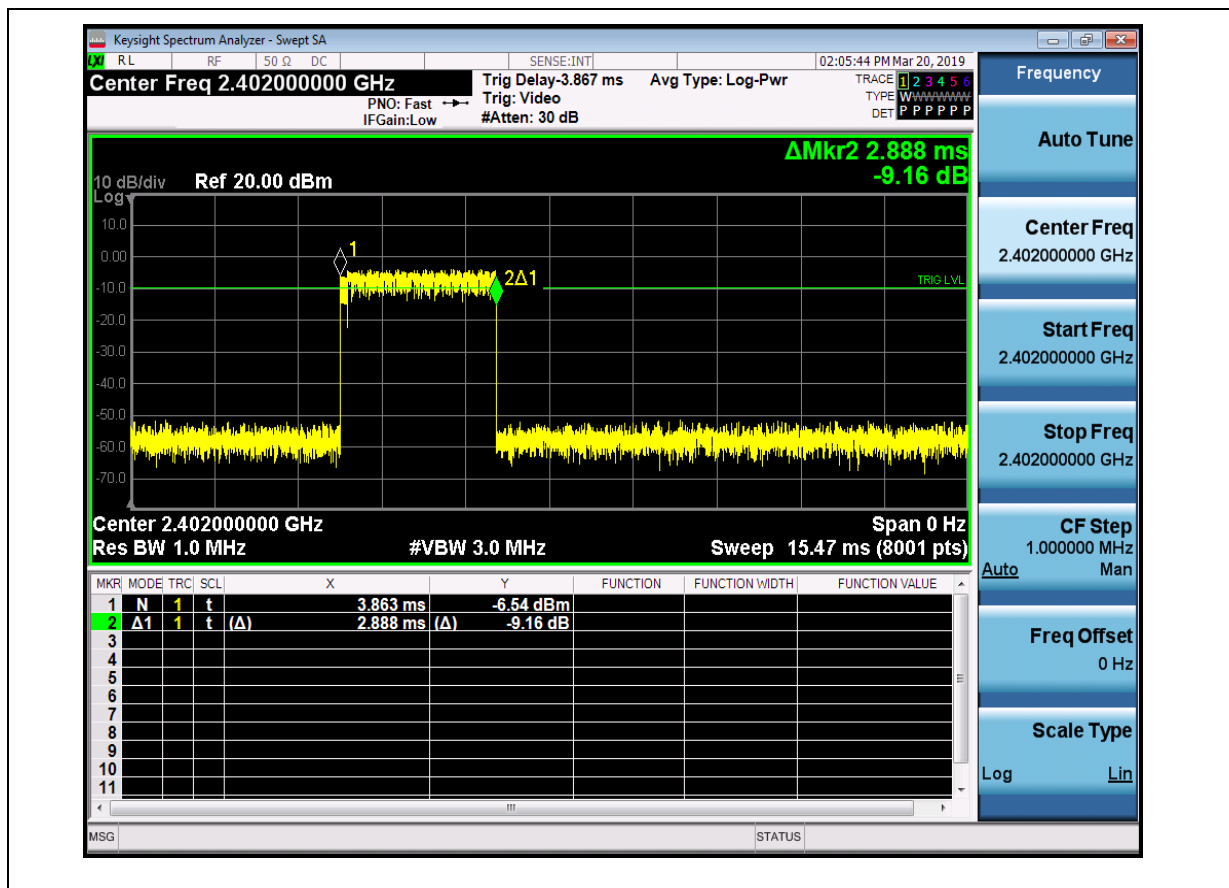 Keysight Spectrum Analyzer - Swept SA
LXI RL RF 50 Ω DC SENSE:INT 02:05:44 PM Mar 20, 2019
Center Freq 2.402000000 GHz
PNO: Fast
IFGain:Low
Trig Delay-3.867 ms
Trig: Video
#Atten: 30 dB
Avg Type: Log-Pwr
TRACE 1 2 3 4 5 6
TYPE WWWWWW
DET P P P P P P
ΔMkr2 2.888 ms
-9.16 dB
10 dB/div Ref 20.00 dBm
Log
10.0
0.00
-10.0
-20.0
-30.0
-40.0
-50.0
-60.0
-70.0
1
2Δ1
TRIG LVL
Center 2.402000000 GHz Span 0 Hz
Res BW 1.0 MHz #VBW 3.0 MHz Sweep 15.47 ms (8001 pts)
MKR MODE TRC SCL X Y FUNCTION FUNCTION WIDTH FUNCTION VALUE
1 N 1 t 3.863 ms -6.54 dBm
2 Δ1 1 t (Δ) 2.888 ms (Δ) -9.16 dB
3
4
5
6
7
8
9
10
11
MSG STATUS
Frequency
Auto Tune
Center Freq
2.402000000 GHz
Start Freq
2.402000000 GHz
Stop Freq
2.402000000 GHz
CF Step
1.000000 MHz
Auto Man
Freq Offset
0 Hz
Scale Type
Log Lin